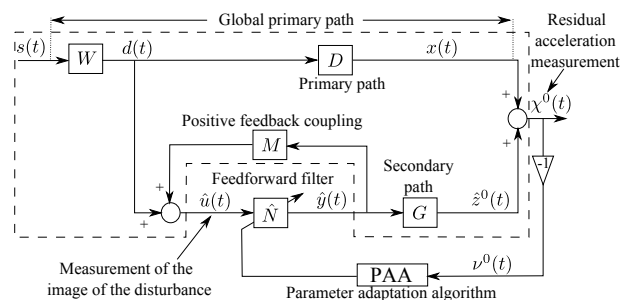 Global primary path
Residual
acceleration
measurement
s(t)
W
d(t)
D
x(t)
Primary path
+
χ⁰(t)
Positive feedback coupling
M
+
-1
Feedforward filter
Secondary
path
+
û(t)
N̂
ŷ(t)
G
ẑ⁰(t)
+
Measurement of the
image of the disturbance
PAA
ν⁰(t)
Parameter adaptation algorithm